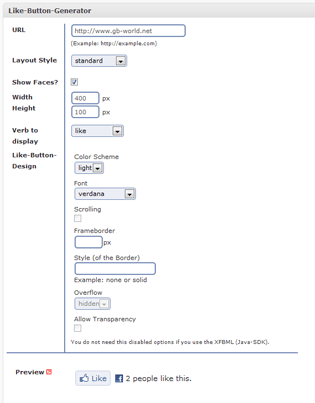 Like-Button-Generator
URL
http://www.gb-world.net
(Example: http://example.com)
Layout Style
standard
Show Faces?
Width
400 px
Height
100 px
Verb to display
like
Like-Button-Design
Color Scheme
light
Font
verdana
Scrolling
Frameborder
px
Style (of the Border)
Example: none or solid
Overflow
hidden
Allow Transparency
You do not need this disabled options if you use the XFBML (Java-SDK).
Preview
Like
2 people like this.